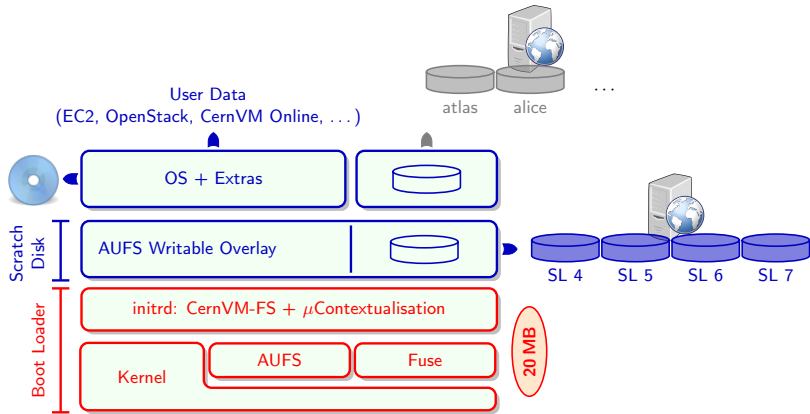 User Data
(EC2, OpenStack, CernVM Online, ...)
atlas alice ...
OS + Extras
Scratch
Disk
AUFS Writable Overlay
SL 4 SL 5 SL 6 SL 7
Boot Loader
initrd: CernVM-FS + μContextualisation
20 MB
Kernel
AUFS
Fuse